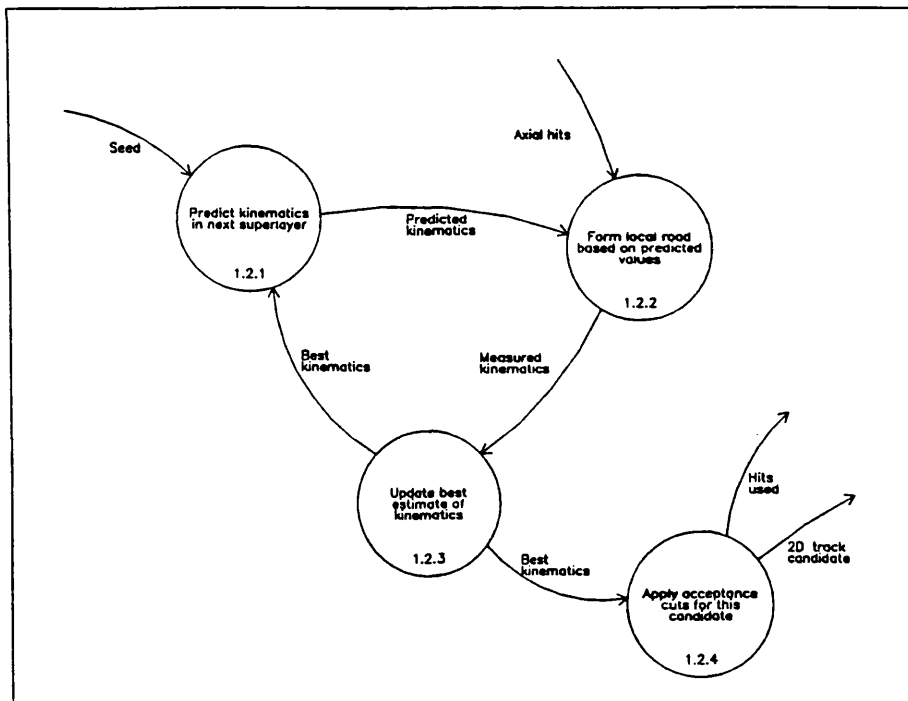 Seed
Axial hits
Predict kinematics
in next superlayer
1.2.1
Predicted
kinematics
Form local road
based on predicted
values
1.2.2
Best
kinematics
Measured
kinematics
Update best
estimate of
kinematics
1.2.3
Best
kinematics
Hits
used
2D track
candidate
Apply acceptance
cuts for this
candidate
1.2.4